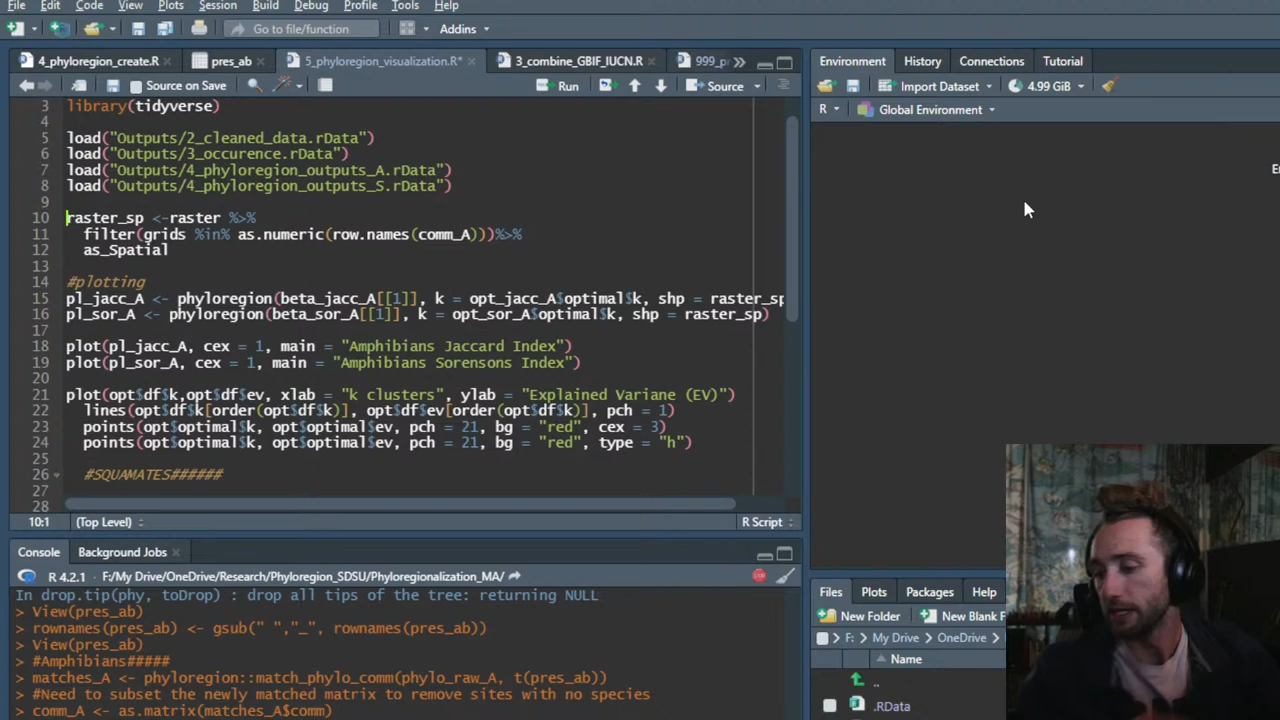 File Edit Code View Plots Session Build Debug Profile Tools Help
Go to file/function Addins
4_phyloregion_create.R pres_ab 5_phyloregion_visualization.R* 3_combine_GBIF_IUCN.R
Source on Save Run Source
3 library(tidyverse)
4
5 load("Outputs/2_cleaned_data.rData")
6 load("Outputs/3_occurence.rData")
7 load("Outputs/4_phyloregion_outputs_A.rData")
8 load("Outputs/4_phyloregion_outputs_S.rData")
9
10 raster_sp <-raster %>%
11 filter(grids %in% as.numeric(row.names(comm_A)))%>%
12 as_Spatial
13
14 #plotting
15 pl_jacc_A <- phyloregion(beta_jacc_A[[1]], k = opt_jacc_A$optimal$k, shp = raster_sp
16 pl_sor_A <- phyloregion(beta_sor_A[[1]], k = opt_sor_A$optimal$k, shp = raster_sp)
17
18 plot(pl_jacc_A, cex = 1, main = "Amphibians Jaccard Index")
19 plot(pl_sor_A, cex = 1, main = "Amphibians Sorensons Index")
20
21 plot(opt$df$k,opt$df$ev, xlab = "k clusters", ylab = "Explained Variane (EV)")
22 lines(opt$df$k[order(opt$df$k)], opt$df$ev[order(opt$df$k)], pch = 1)
23 points(opt$optimal$k, opt$optimal$ev, pch = 21, bg = "red", cex = 3)
24 points(opt$optimal$k, opt$optimal$ev, pch = 21, bg = "red", type = "h")
25
26 #SQUAMATES######
27
28
10:1 (Top Level) R Script
Console Background Jobs
R 4.2.1 · F:/My Drive/OneDrive/Research/Phyloregion_SDSU/Phyloregionalization_MA/
In drop.tip(phy, toDrop) : drop all tips of the tree: returning NULL
> View(pres_ab)
> rownames(pres_ab) <- gsub(" ","_", rownames(pres_ab))
> View(pres_ab)
> #Amphibians#####
> matches_A <- phyloregion::match_phylo_comm(phylo_raw_A, t(pres_ab))
> #Need to subset the newly matched matrix to remove sites with no species
> comm_A <- as.matrix(matches_A$comm)
Environment History Connections Tutorial
Import Dataset 4.99 GiB
R Global Environment
Files Plots Packages Help
New Folder New Blank F
F: My Drive OneDrive
Name
..
.RData